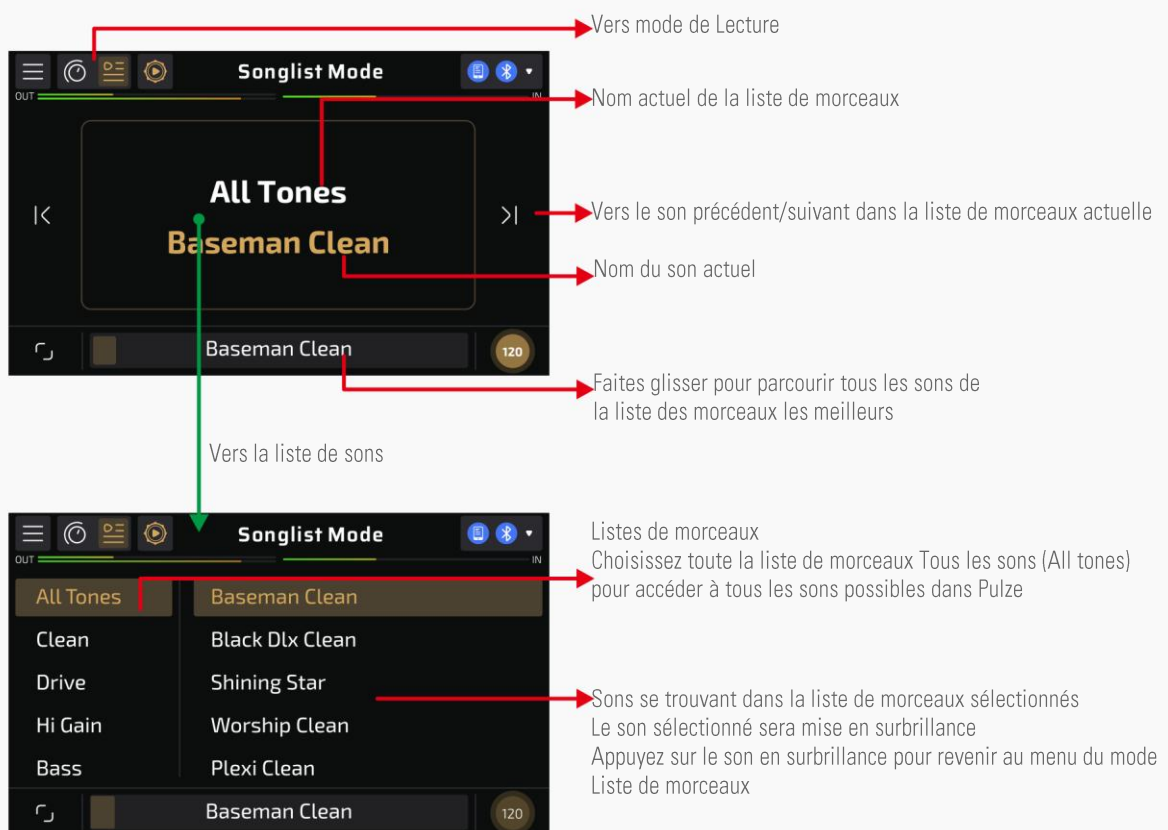 Vers mode de Lecture
Songlist Mode
OUT
IN
Nom actuel de la liste de morceaux
All Tones
Vers le son précédent/suivant dans la liste de morceaux actuelle
Baseman Clean
Nom du son actuel
Baseman Clean
120
Faites glisser pour parcourir tous les sons de
la liste des morceaux les meilleurs
Vers la liste de sons
Songlist Mode
OUT
IN
Listes de morceaux
Choisissez toute la liste de morceaux Tous les sons (All tones)
pour accéder à tous les sons possibles dans Pulze
All Tones
Baseman Clean
Clean
Black Dlx Clean
Drive
Shining Star
Hi Gain
Worship Clean
Bass
Plexi Clean
Sons se trouvant dans la liste de morceaux sélectionnés
Le son sélectionné sera mise en surbrillance
Appuyez sur le son en surbrillance pour revenir au menu du mode
Liste de morceaux
Baseman Clean
120